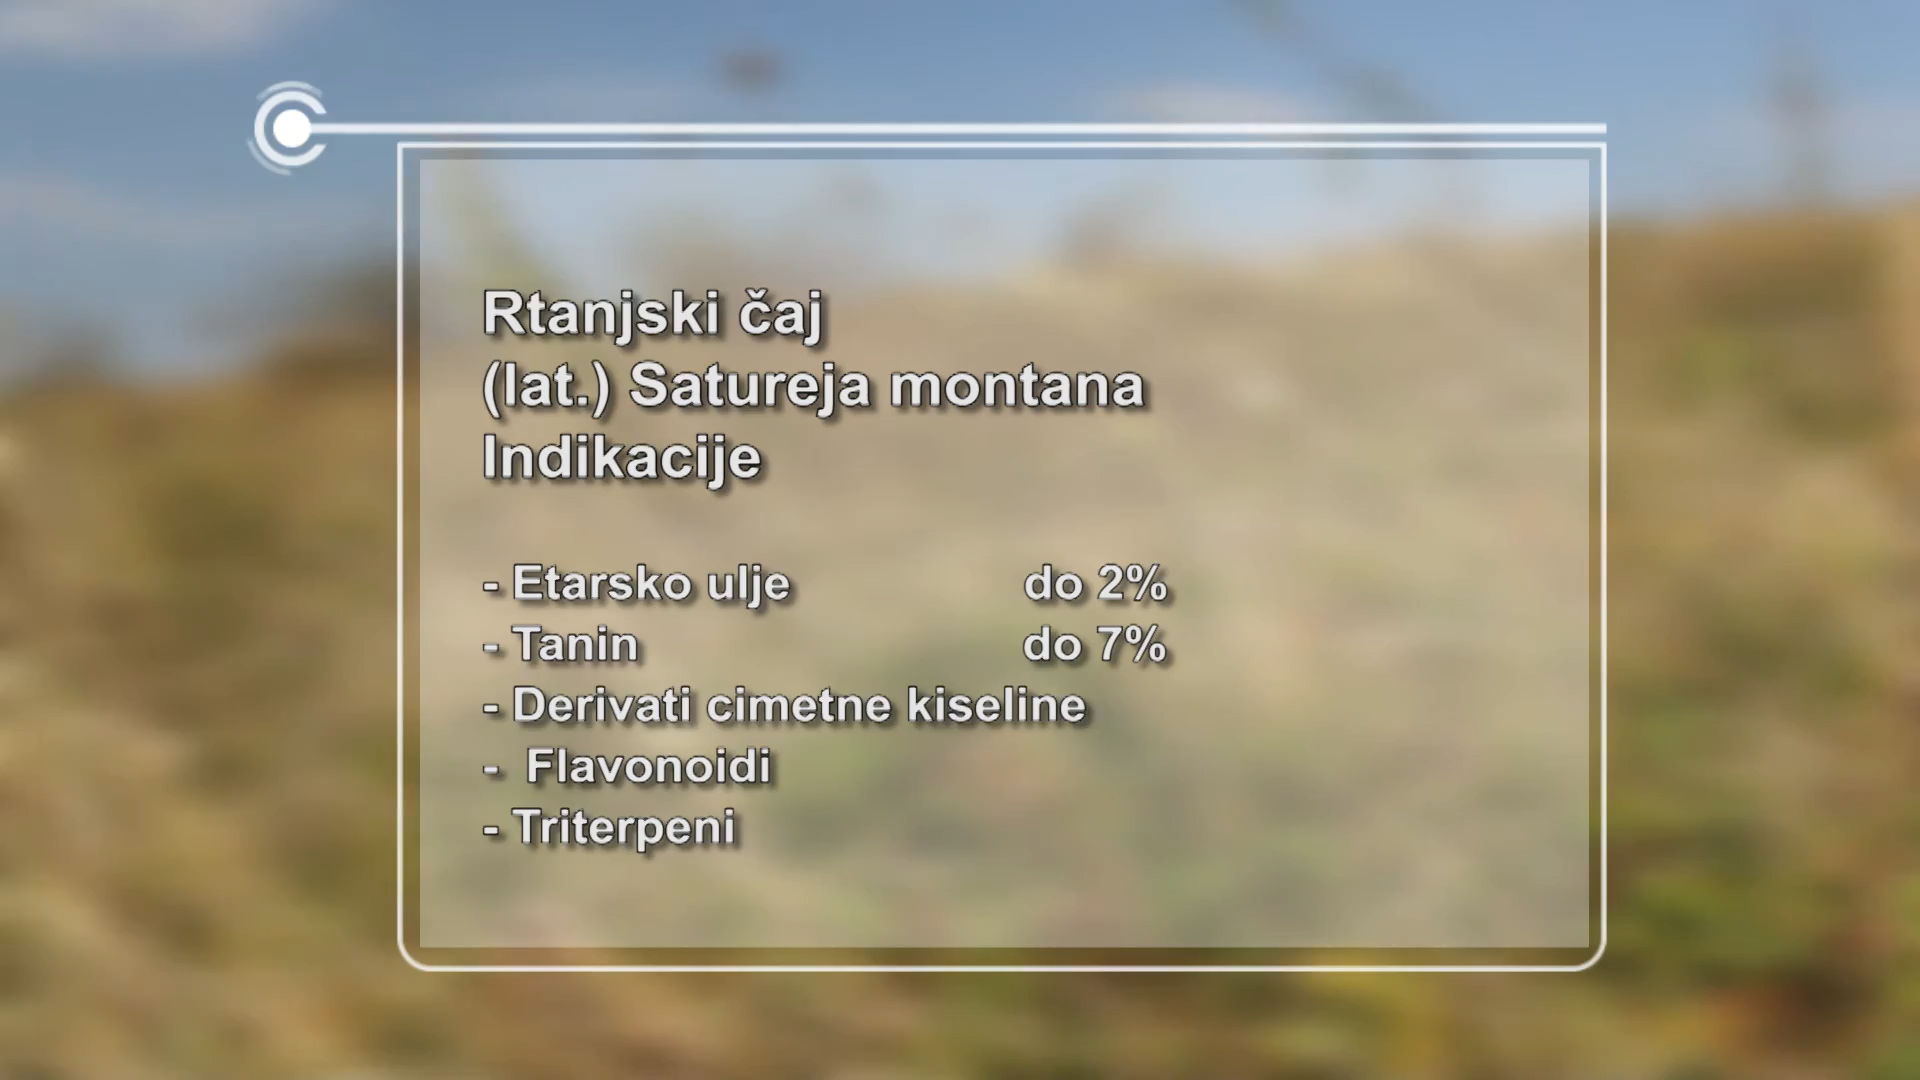 Rtanjski čaj
(lat.) Satureja montana
Indikacije
- Etarsko ulje do 2%
- Tanin do 7%
- Derivati cimetne kiseline
- Flavonoidi
- Triterpeni